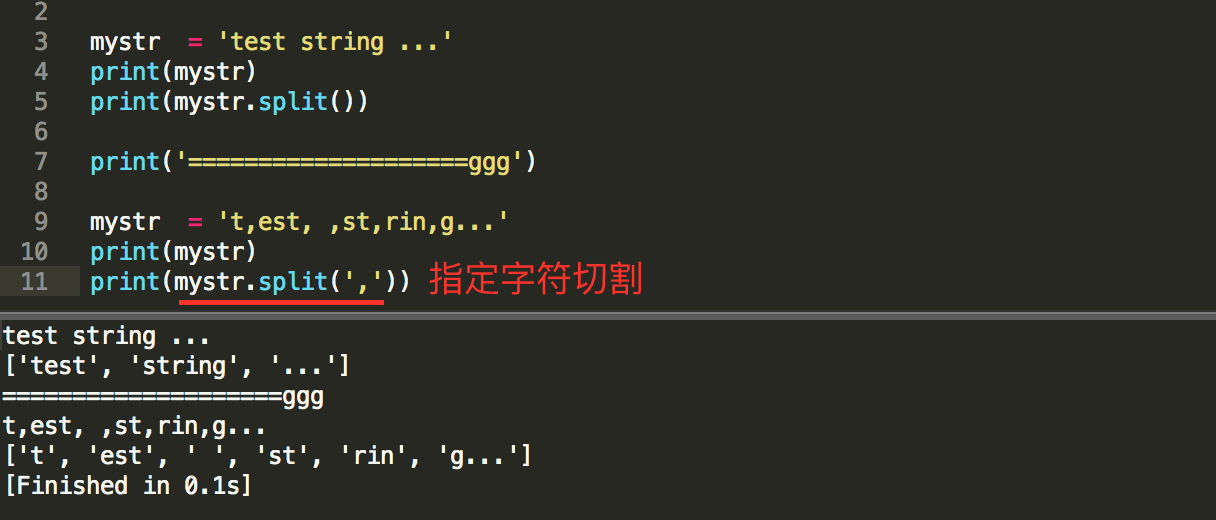 2
3 mystr  = 'test string ...'
4 print(mystr)
5 print(mystr.split())
6
7 print('====================ggg')
8
9 mystr  = 't,est, ,st,rin,g...'
10 print(mystr)
11 print(mystr.split(',')) 指定字符切割
test string ...
['test', 'string', '...']
====================ggg
t,est, ,st,rin,g...
['t', 'est', ' ', 'st', 'rin', 'g...']
[Finished in 0.1s]